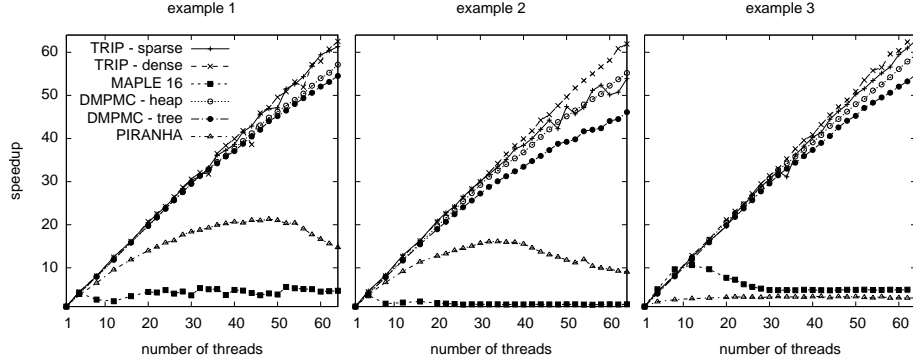 example 1
example 2
example 3
TRIP - sparse
TRIP - dense
MAPLE 16
DMPMC - heap
DMPMC - tree
PIRANHA
speedup
60
50
40
30
20
10
1 10 20 30 40 50 60
1 10 20 30 40 50 60
1 10 20 30 40 50 60
number of threads
number of threads
number of threads